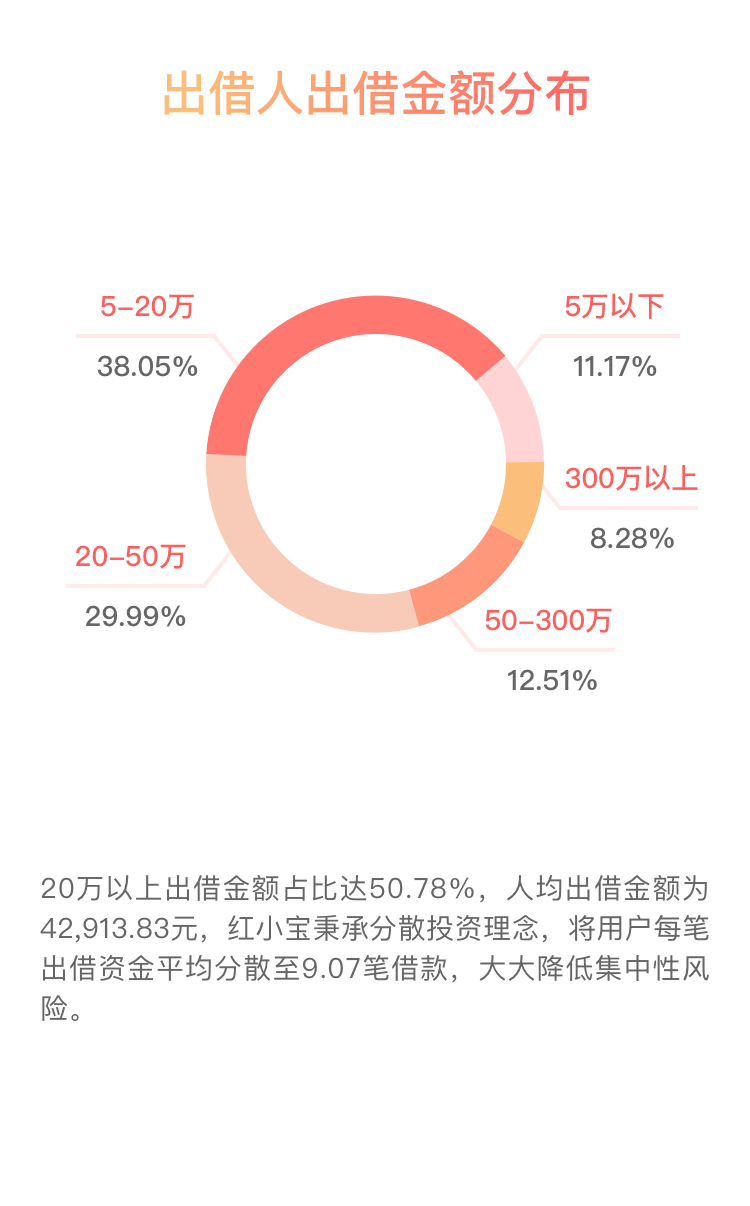 出借人出借金额分布
5-20万
38.05%
5万以下
11.17%
300万以上
8.28%
20-50万
29.99%
50-300万
12.51%
20万以上出借金额占比达50.78%，人均出借金额为
42,913.83元，红小宝秉承分散投资理念，将用户每笔
出借资金平均分散至9.07笔借款，大大降低集中性风
险。